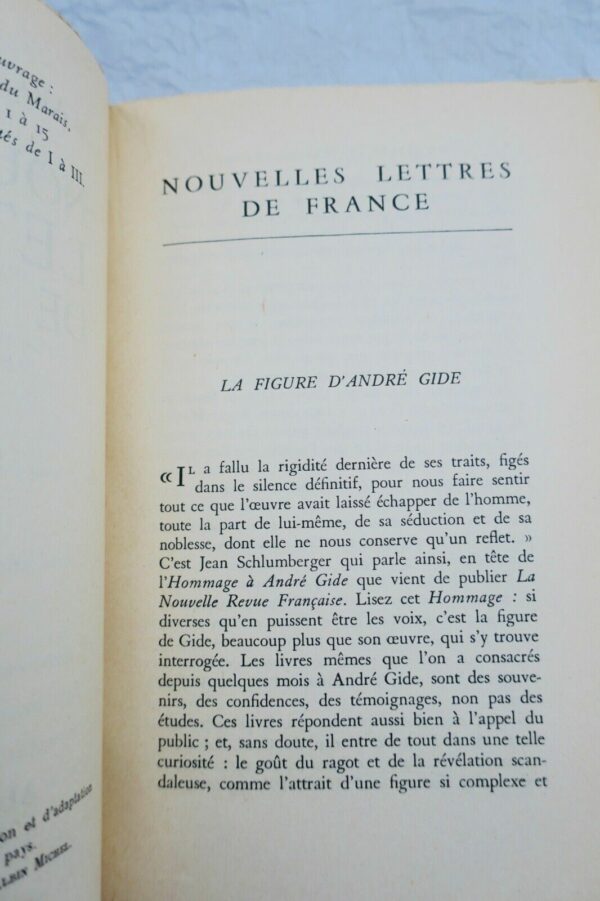 uvrage :
du Marais.
1 à 15
tés de I à III.
on et d'adaptation
pays.
ALBIN MICHEL.
NOUVELLES LETTRES
DE FRANCE
LA FIGURE D'ANDRÉ GIDE
« IL a fallu la rigidité dernière de ses traits, figés
dans le silence définitif, pour nous faire sentir
tout ce que l'œuvre avait laissé échapper de l'homme,
toute la part de lui-même, de sa séduction et de sa
noblesse, dont elle ne nous conserve qu'un reflet. »
C'est Jean Schlumberger qui parle ainsi, en tête de
l'Hommage à André Gide que vient de publier La
Nouvelle Revue Française. Lisez cet Hommage : si
diverses qu'en puissent être les voix, c'est la figure
de Gide, beaucoup plus que son œuvre, qui s'y trouve
interrogée. Les livres mêmes que l'on a consacrés
depuis quelques mois à André Gide, sont des souve-
nirs, des confidences, des témoignages, non pas des
études. Ces livres répondent aussi bien à l'appel du
public ; et, sans doute, il entre de tout dans une telle
curiosité : le goût du ragot et de la révélation scan-
daleuse, comme l'attrait d'une figure si complexe et